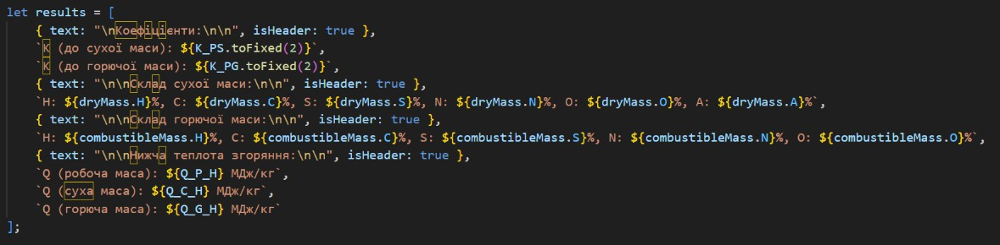 let results = [
    { text: "\nКоефіцієнти:\n\n", isHeader: true },
    `К (до сухої маси): ${K_PS.toFixed(2)}`,
    `К (до горючої маси): ${K_PG.toFixed(2)}`,
    { text: "\n\nСклад сухої маси:\n\n", isHeader: true },
    `H: ${dryMass.H}%, C: ${dryMass.C}%, S: ${dryMass.S}%, N: ${dryMass.N}%, O: ${dryMass.O}%, A: ${dryMass.A}%`,
    { text: "\n\nСклад горючої маси:\n\n", isHeader: true },
    `H: ${combustibleMass.H}%, C: ${combustibleMass.C}%, S: ${combustibleMass.S}%, N: ${combustibleMass.N}%, O: ${combustibleMass.O}%`,
    { text: "\n\nНижча теплота згоряння:\n\n", isHeader: true },
    `Q (робоча маса): ${Q_P_H} МДж/кг`,
    `Q (суха маса): ${Q_C_H} МДж/кг`,
    `Q (горюча маса): ${Q_G_H} МДж/кг`
];